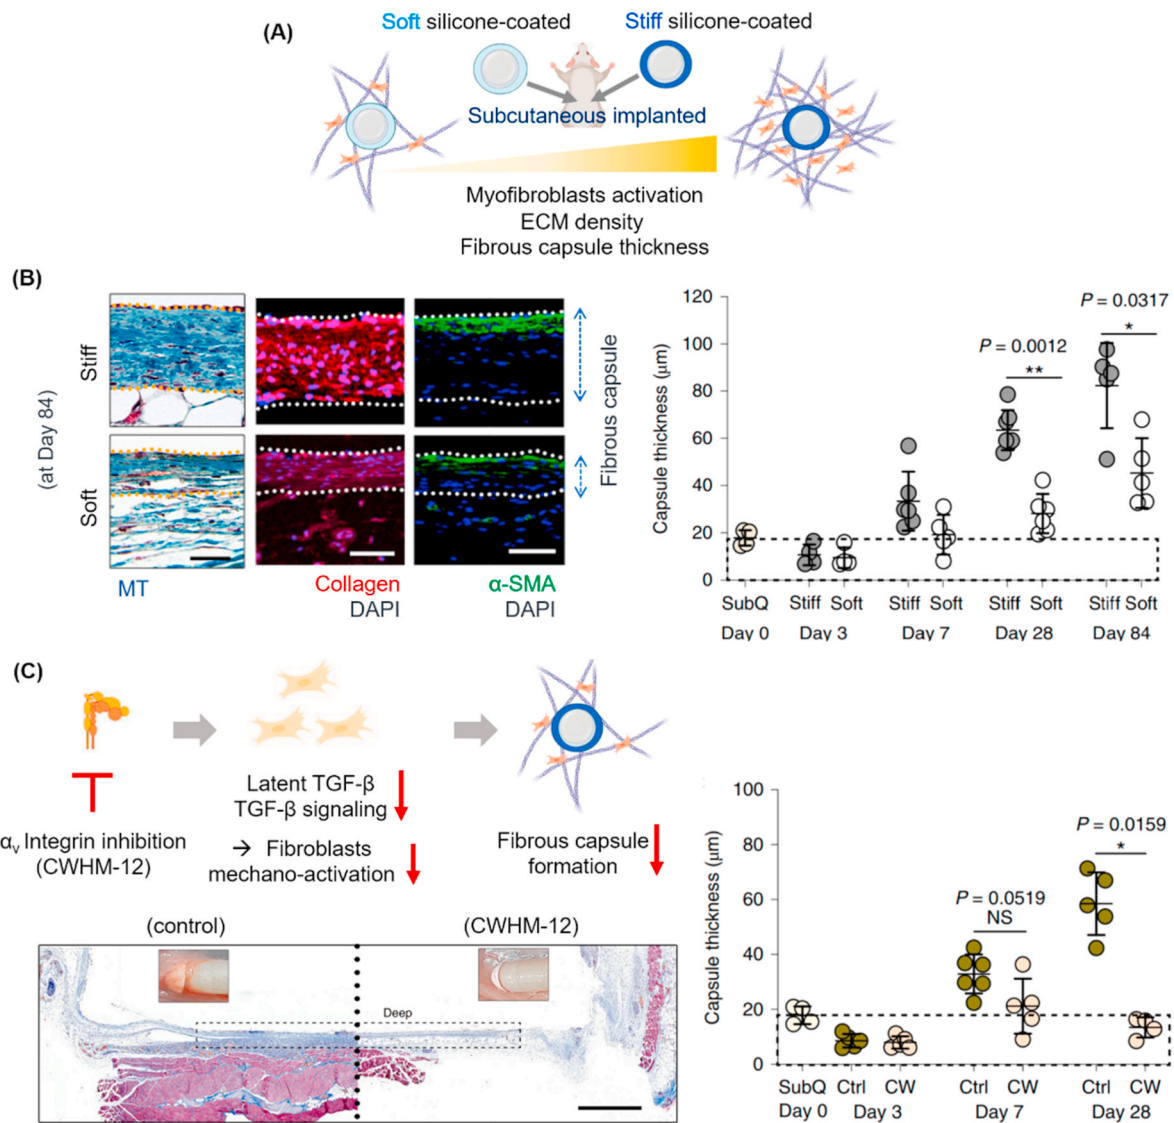 (A)
Soft silicone-coated
Stiff silicone-coated
Subcutaneous implanted
Myofibroblasts activation
ECM density
Fibrous capsule thickness
(B)
(at Day 84)
Stiff
Soft
MT
Collagen
DAPI
α-SMA
DAPI
Fibrous capsule
Capsule thickness (μm)
120
100
80
60
40
20
0
P = 0.0012
**
P = 0.0317
*
SubQ Stiff Soft Stiff Soft Stiff Soft Stiff Soft
Day 0 Day 3 Day 7 Day 28 Day 84
(C)
αv Integrin inhibition
(CWHM-12)
Latent TGF-β
TGF-β signaling
→ Fibroblasts
mechano-activation
Fibrous capsule
formation
(control)
(CWHM-12)
Deep
Capsule thickness (μm)
100
80
60
40
20
0
P = 0.0519
NS
P = 0.0159
*
SubQ Ctrl CW Ctrl CW Ctrl CW
Day 0 Day 3 Day 7 Day 28